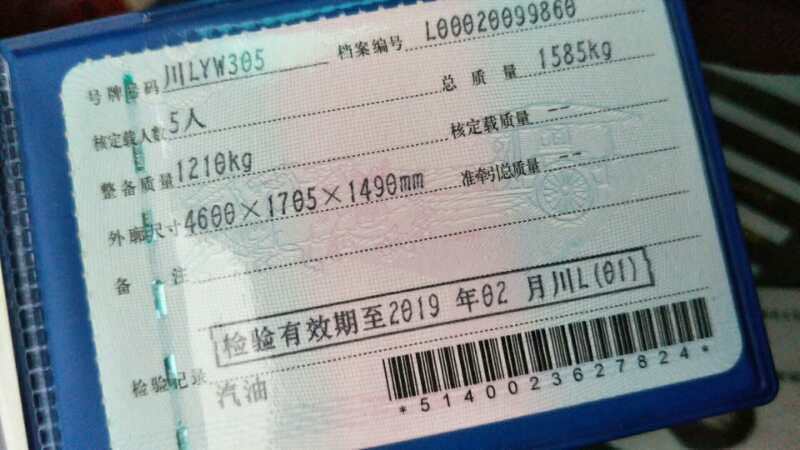 号牌号码 川LYW305 档案编号 L00020099860
核定载人数 5人 总质量 1585kg
整备质量 1210kg 核定载质量 --
外廓尺寸 4600×1705×1490mm 准牵引总质量 --
备注
检验有效期至2019年02月川L(01)
检验记录 汽油
*5140023627824*